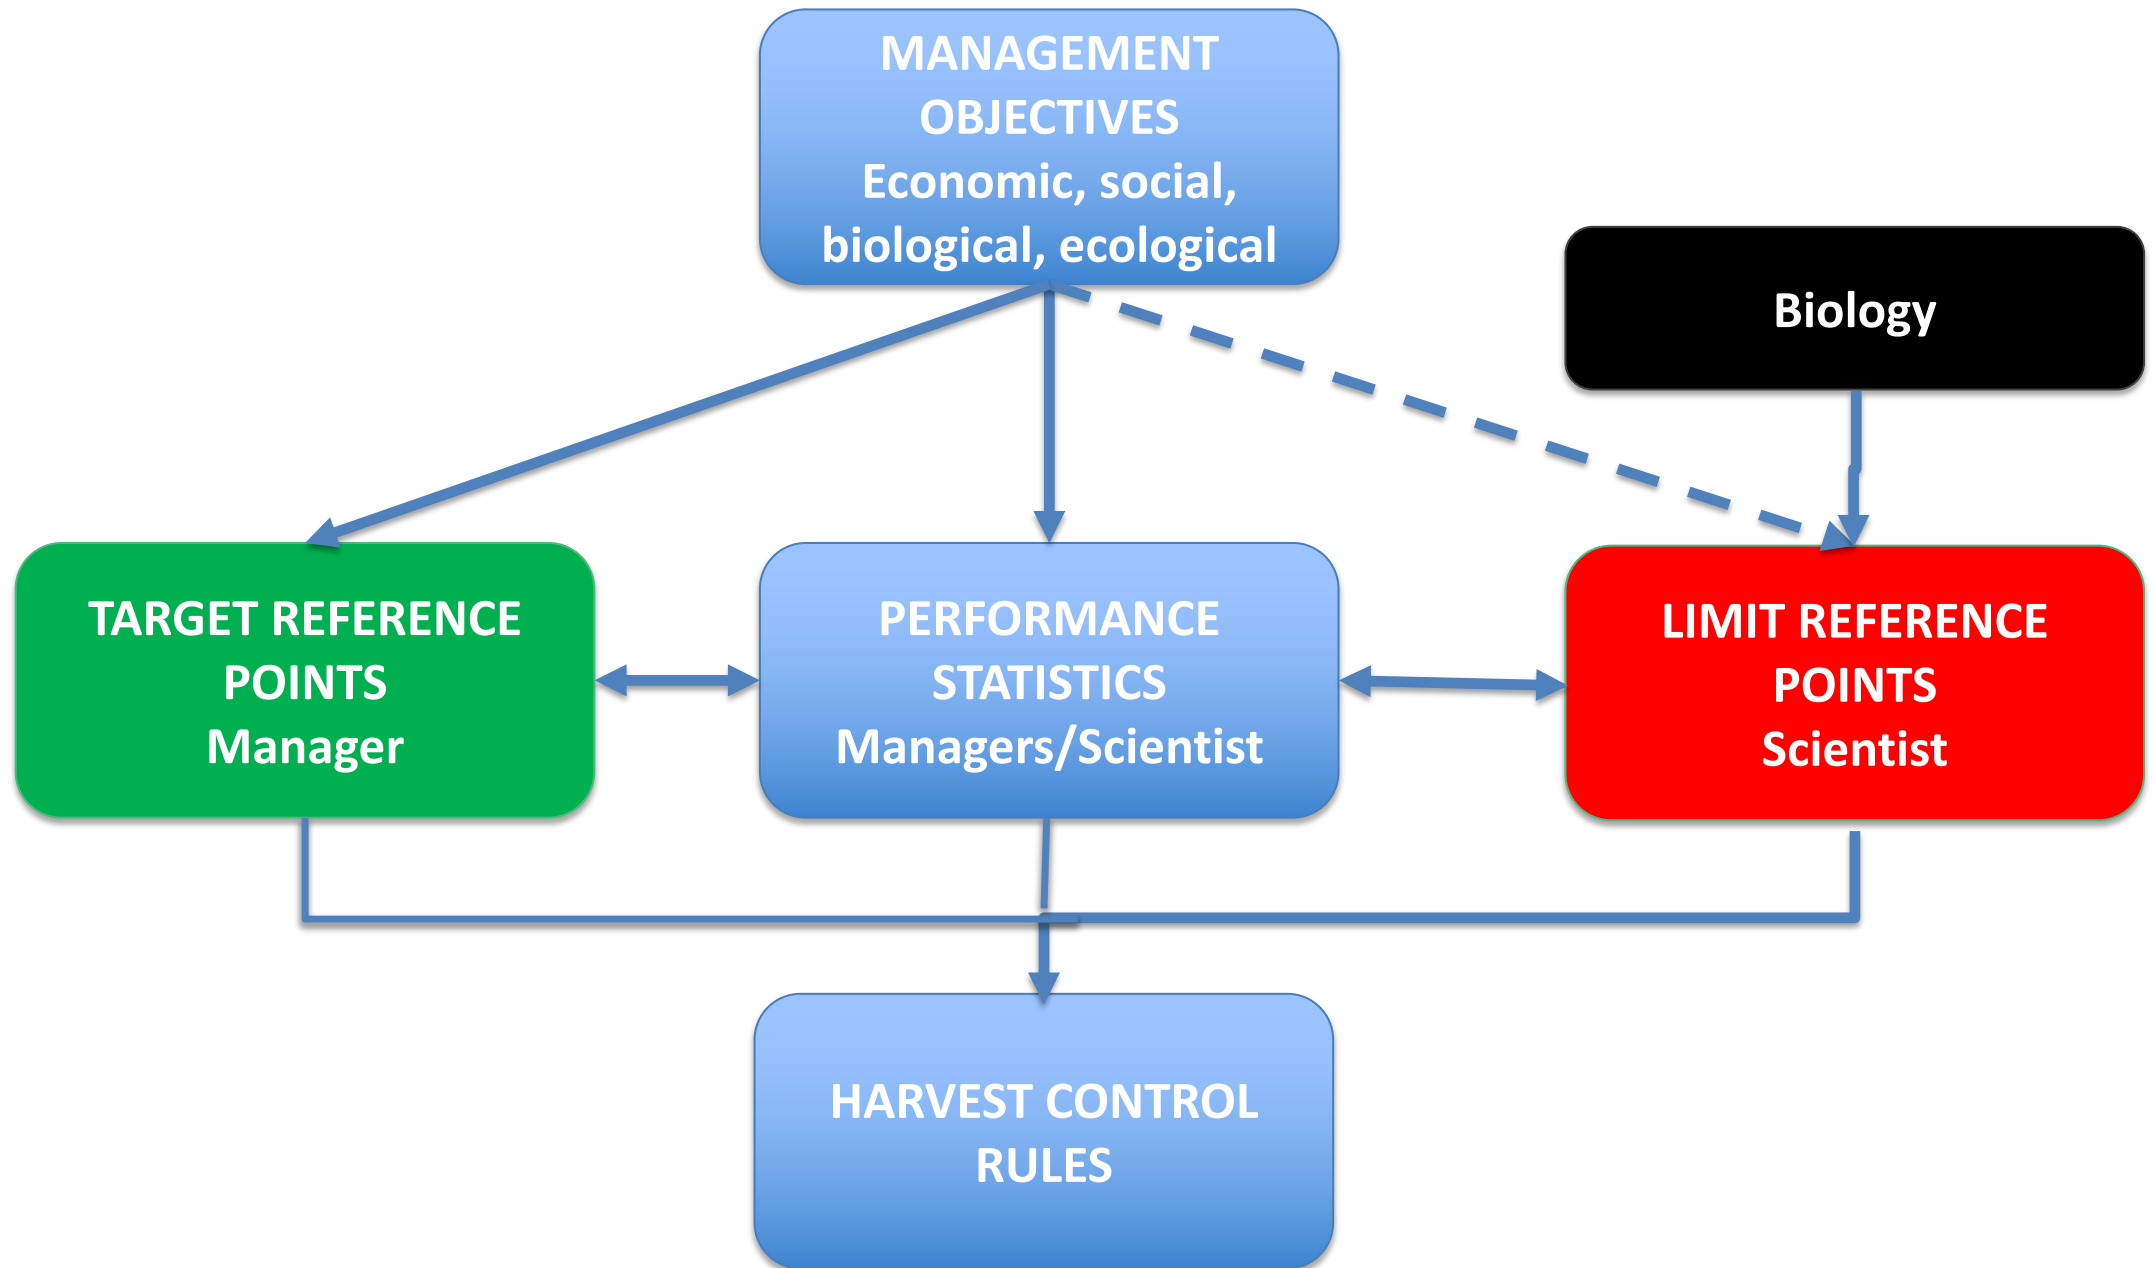 MANAGEMENT
OBJECTIVES
Economic, social,
biological, ecological
Biology
TARGET REFERENCE
POINTS
Manager
PERFORMANCE
STATISTICS
Managers/Scientist
LIMIT REFERENCE
POINTS
Scientist
HARVEST CONTROL
RULES